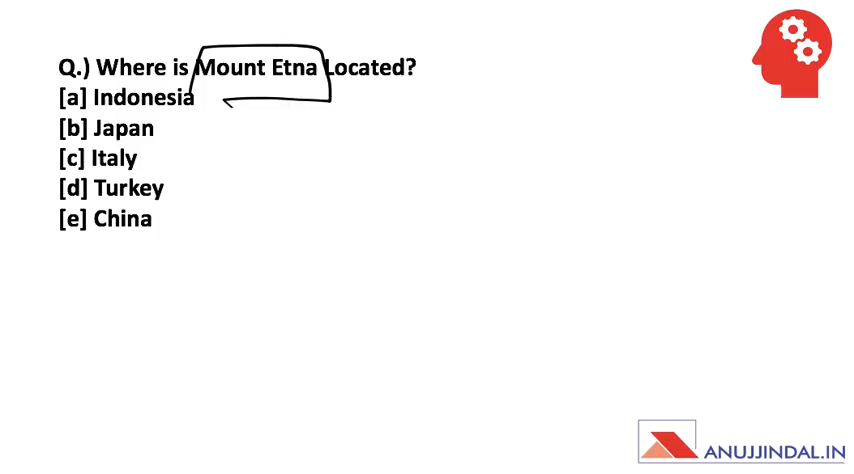 Q.) Where is Mount Etna Located?
[a] Indonesia
[b] Japan
[c] Italy
[d] Turkey
[e] China
ANUJJINDAL.IN